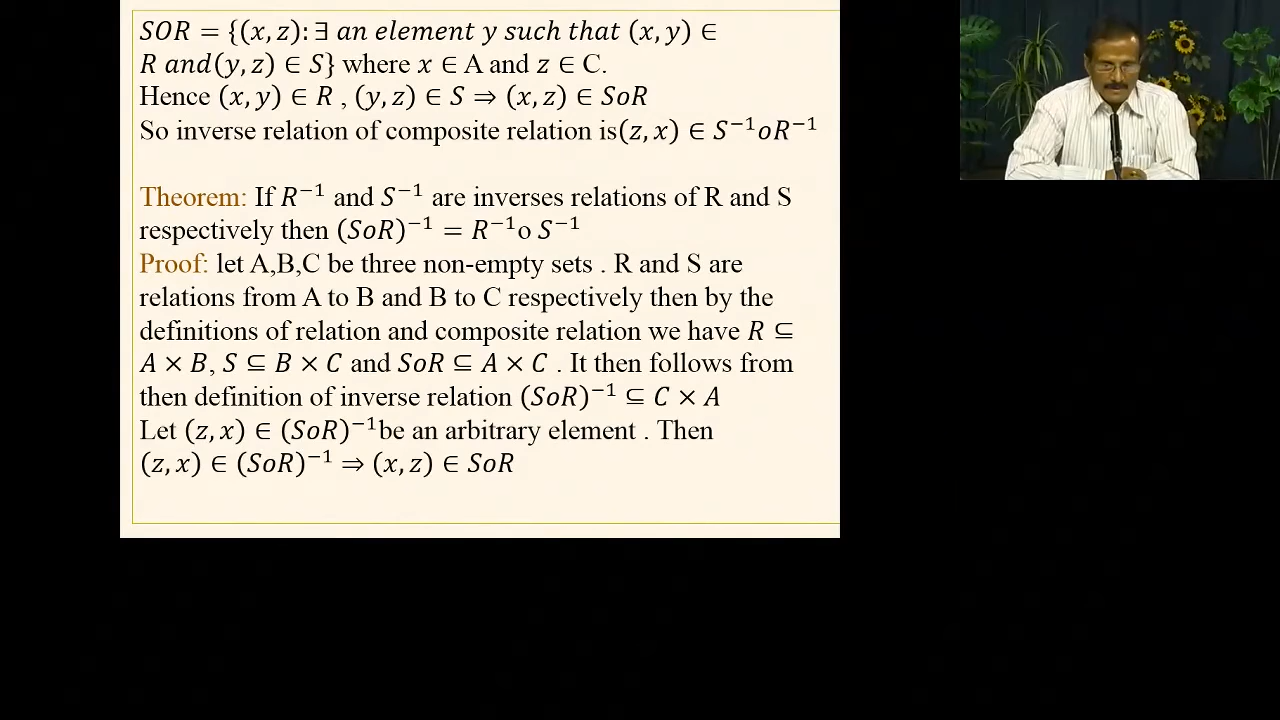 SOR = {(x, z): ∃ an element y such that (x, y) ∈
R and(y, z) ∈ S} where x ∈ A and z ∈ C.
Hence (x, y) ∈ R , (y, z) ∈ S ⇒ (x, z) ∈ SoR
So inverse relation of composite relation is(z, x) ∈ S⁻¹oR⁻¹
Theorem: If R⁻¹ and S⁻¹ are inverses relations of R and S
respectively then (SoR)⁻¹ = R⁻¹o S⁻¹
Proof: let A,B,C be three non-empty sets . R and S are
relations from A to B and B to C respectively then by the
definitions of relation and composite relation we have R ⊆
A × B, S ⊆ B × C and SoR ⊆ A × C . It then follows from
then definition of inverse relation (SoR)⁻¹ ⊆ C × A
Let (z, x) ∈ (SoR)⁻¹be an arbitrary element . Then
(z, x) ∈ (SoR)⁻¹ ⇒ (x, z) ∈ SoR